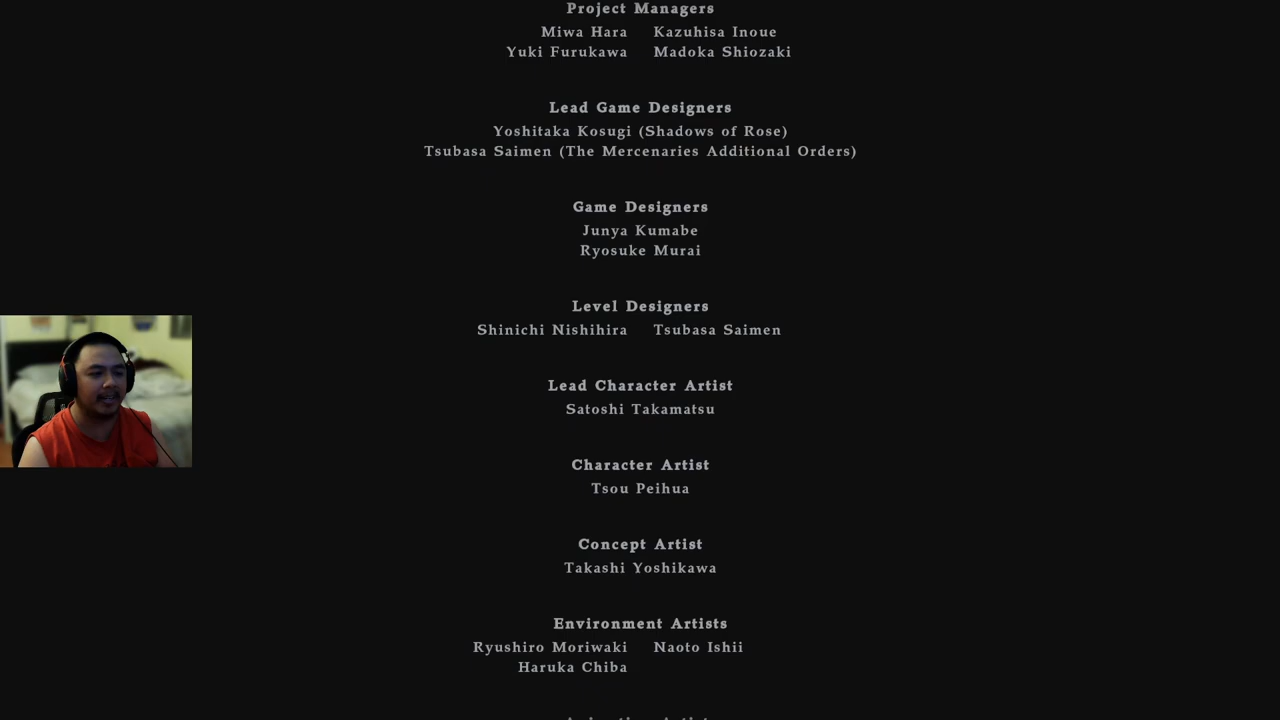 Project Managers
Miwa Hara Kazuhisa Inoue
Yuki Furukawa Madoka Shiozaki
Lead Game Designers
Yoshitaka Kosugi (Shadows of Rose)
Tsubasa Saimen (The Mercenaries Additional Orders)
Game Designers
Junya Kumabe
Ryosuke Murai
Level Designers
Shinichi Nishihira Tsubasa Saimen
Lead Character Artist
Satoshi Takamatsu
Character Artist
Tsou Peihua
Concept Artist
Takashi Yoshikawa
Environment Artists
Ryushiro Moriwaki Naoto Ishii
Haruka Chiba